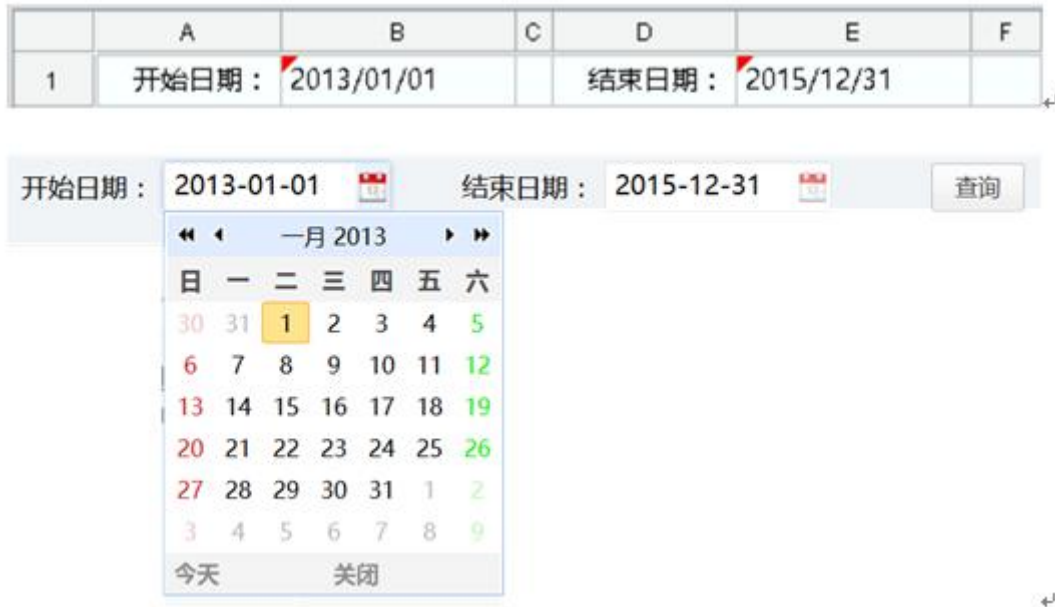 A B C D E F
1 开始日期： 2013/01/01 结束日期： 2015/12/31
开始日期： 2013-01-01 结束日期： 2015-12-31 查询
一月 2013
日 一 二 三 四 五 六
30 31 1 2 3 4 5
6 7 8 9 10 11 12
13 14 15 16 17 18 19
20 21 22 23 24 25 26
27 28 29 30 31 1 2
3 4 5 6 7 8 9
今天 关闭